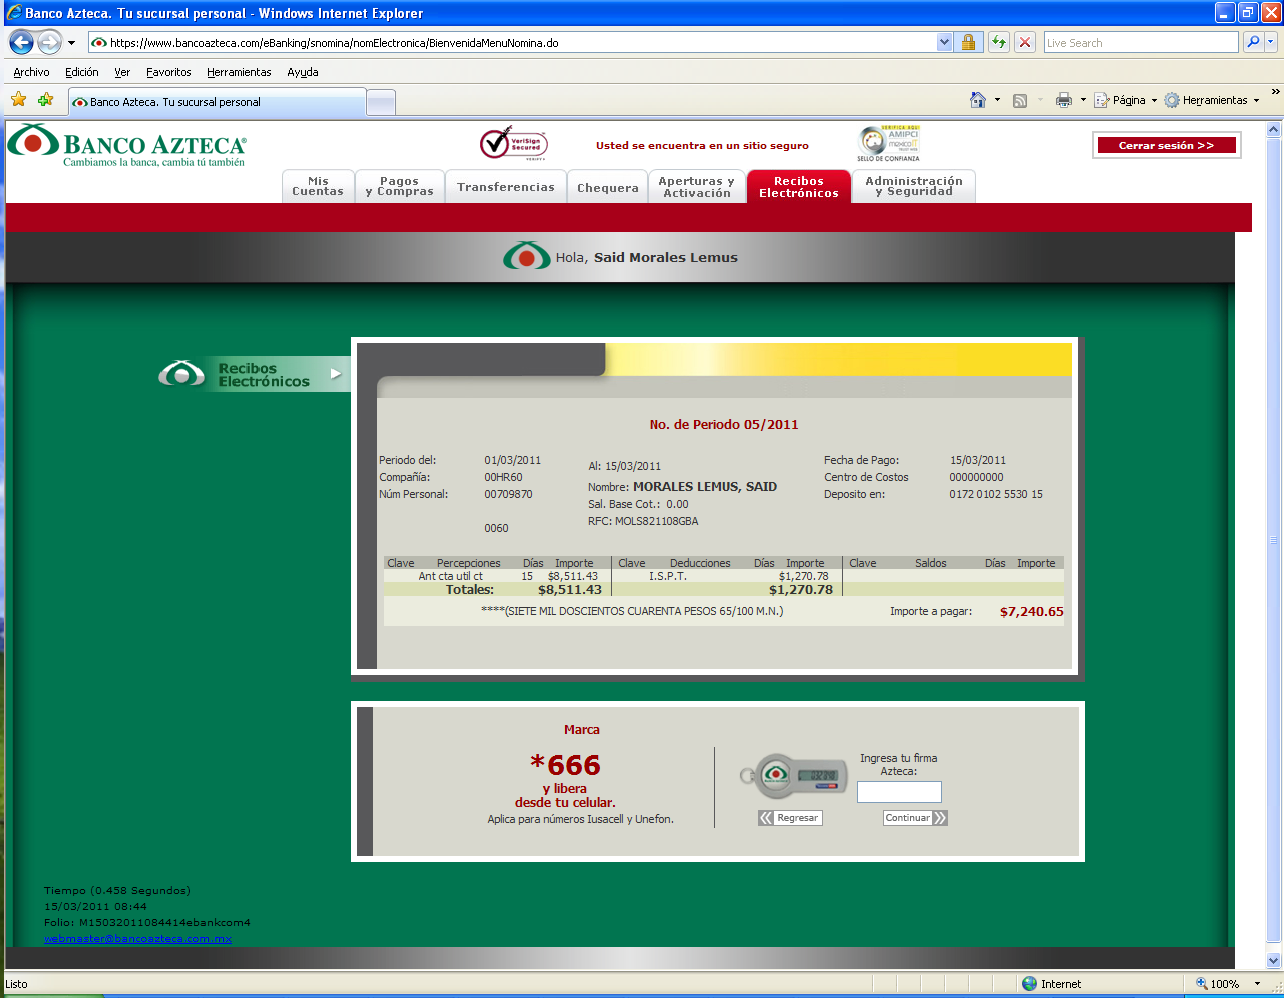 Banco Azteca. Tu sucursal personal - Windows Internet Explorer
https://www.bancoazteca.com/eBanking/snomina/nomElectronica/BienvenidaMenuNomina.do
Live Search
Archivo Edición Ver Favoritos Herramientas Ayuda
Banco Azteca. Tu sucursal personal
Página Herramientas
BANCO AZTECA
Cambiamos la banca, cambia tú también
VeriSign Secured
VERIFY
Usted se encuentra en un sitio seguro
VERIFICA AQUI
AMIPCI
SELLO DE CONFIANZA
Cerrar sesión >>
Mis Cuentas
Pagos y Compras
Transferencias
Chequera
Aperturas y Activación
Recibos Electrónicos
Administración y Seguridad
Hola, Said Morales Lemus
Recibos
Electrónicos
No. de Periodo 05/2011
Periodo del: 01/03/2011 Al: 15/03/2011 Fecha de Pago: 15/03/2011
Compañía: 00HR60 Nombre: MORALES LEMUS, SAID Centro de Costos 000000000
Núm Personal: 00709870 Sal. Base Cot.: 0.00 Deposito en: 0172 0102 5530 15
0060 RFC: MOLS821108GBA
Clave Percepciones Días Importe Clave Deducciones Días Importe Clave Saldos Días Importe
Ant cta util ct 15 $8,511.43 I.S.P.T. $1,270.78
Totales: $8,511.43 $1,270.78
****(SIETE MIL DOSCIENTOS CUARENTA PESOS 65/100 M.N.) Importe a pagar: $7,240.65
Marca
*666
y libera
desde tu celular.
Aplica para números Iusacell y Unefon.
Ingresa tu firma
Azteca:
Regresar Continuar
Tiempo (0.458 Segundos)
15/03/2011 08:44
Folio: M15032011084414ebankcom4
webmaster@bancoazteca.com.mx
Listo Internet 100%